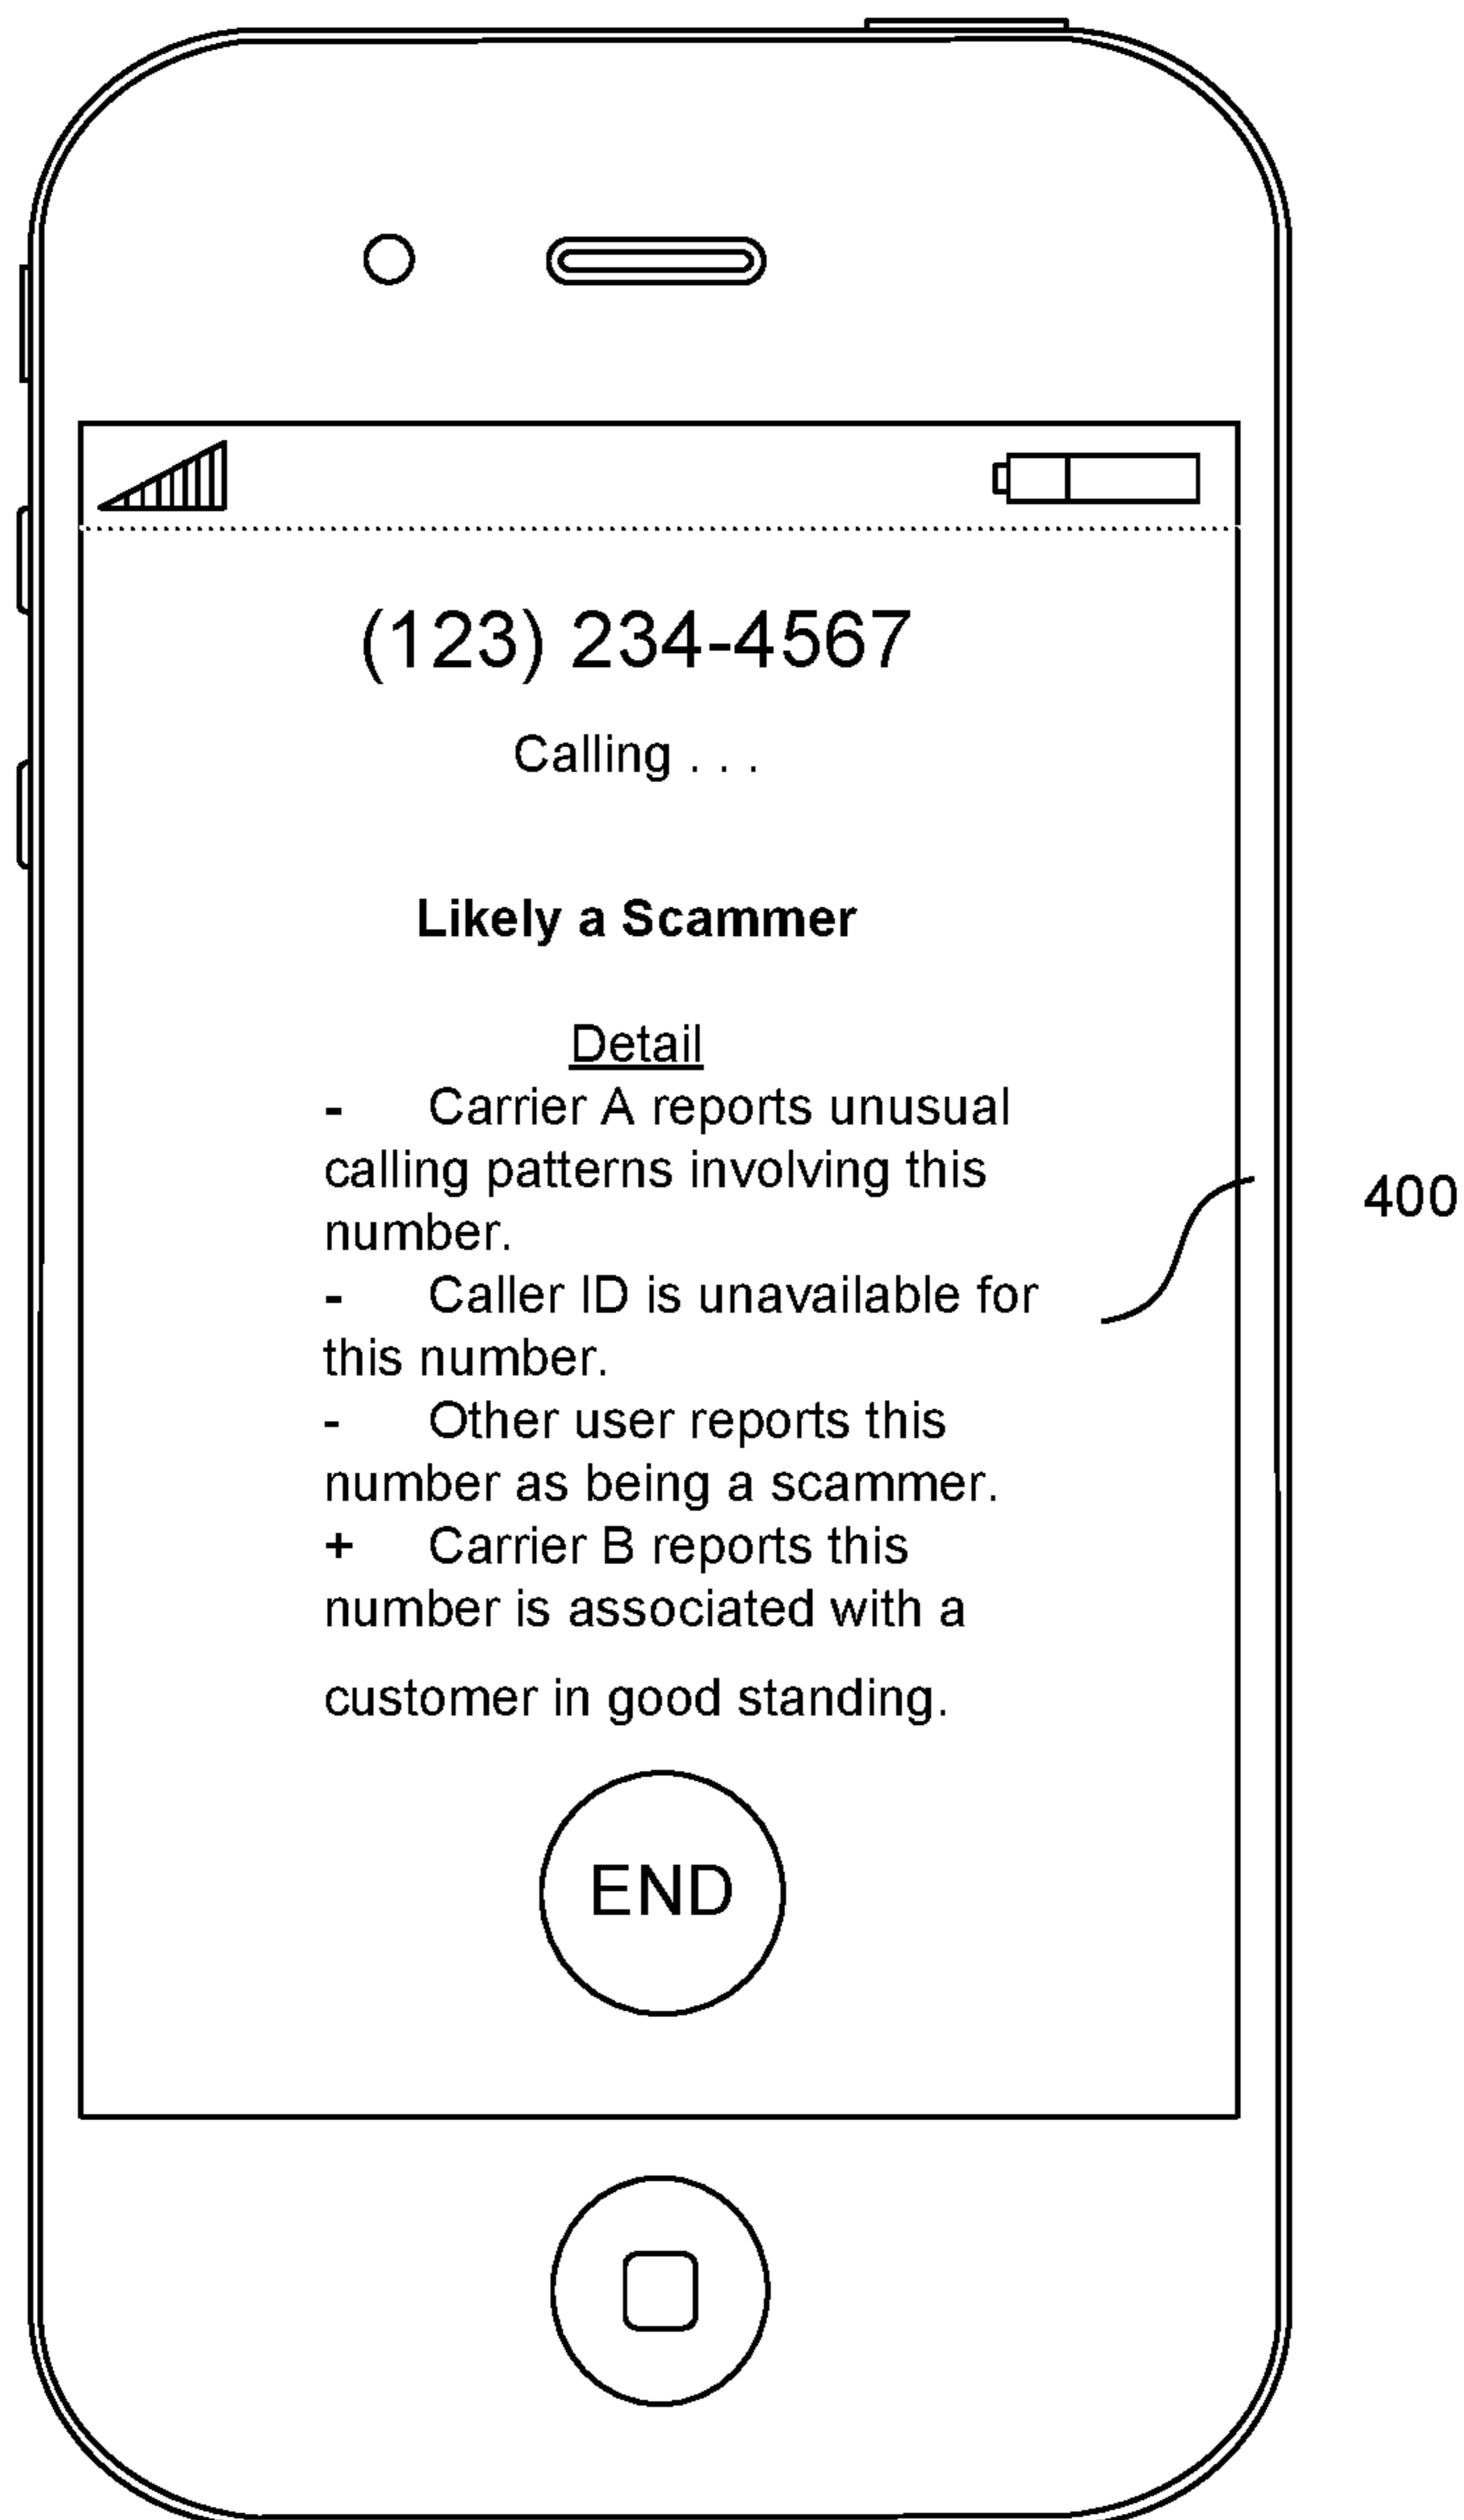 (123) 234-4567
Calling . . .
Likely a Scammer
Detail
- Carrier A reports unusual
calling patterns involving this
number.
- Caller ID is unavailable for
this number.
- Other user reports this
number as being a scammer.
+ Carrier B reports this
number is associated with a
customer in good standing.
END
400